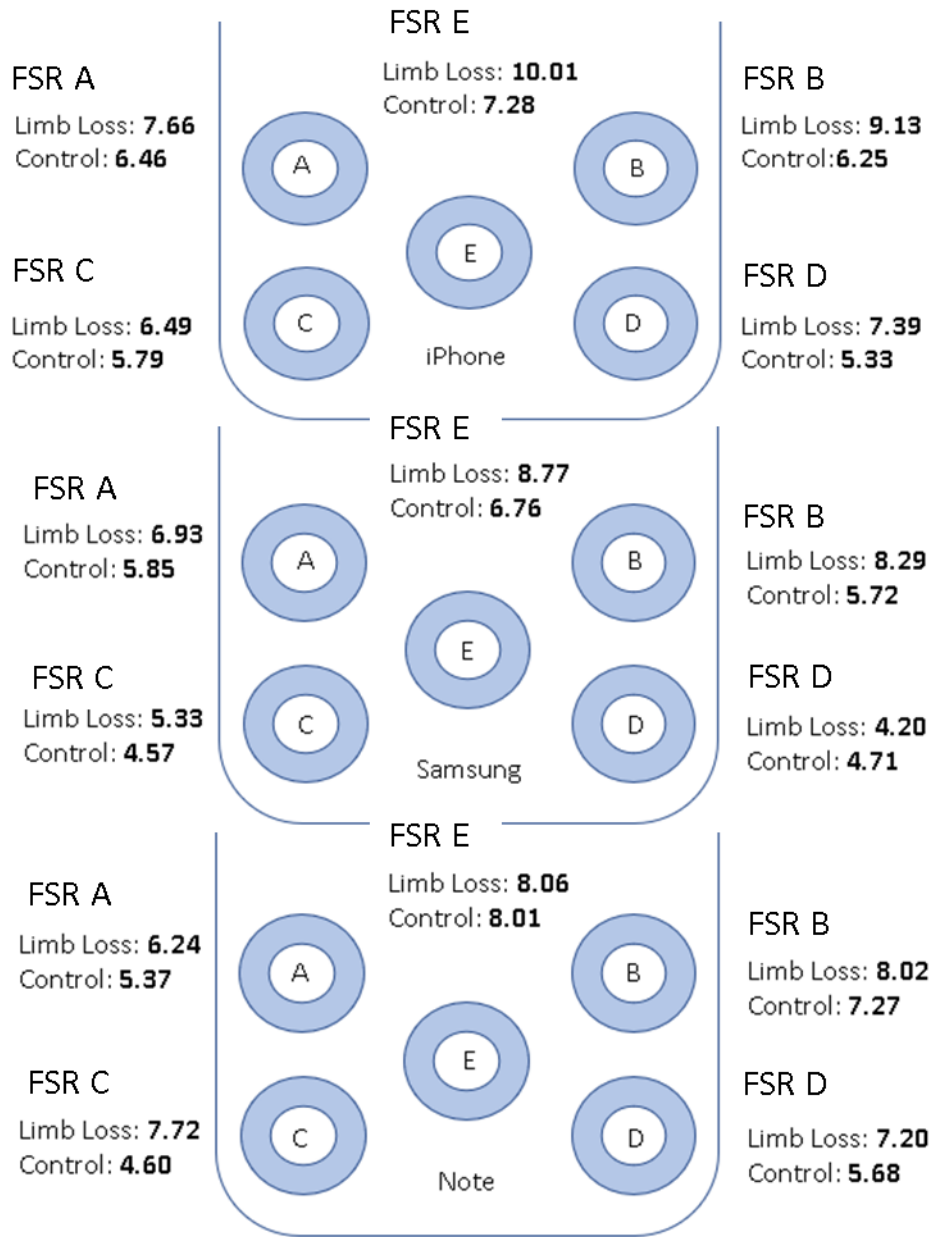 FSR E
Limb Loss: 10.01
Control: 7.28
FSR A
Limb Loss: 7.66
Control: 6.46
FSR B
Limb Loss: 9.13
Control:6.25
A
B
E
FSR C
Limb Loss: 6.49
Control: 5.79
FSR D
Limb Loss: 7.39
Control: 5.33
C
D
iPhone
FSR E
Limb Loss: 8.77
Control: 6.76
FSR A
Limb Loss: 6.93
Control: 5.85
FSR B
Limb Loss: 8.29
Control: 5.72
A
B
E
FSR C
Limb Loss: 5.33
Control: 4.57
FSR D
Limb Loss: 4.20
Control: 4.71
C
D
Samsung
FSR E
Limb Loss: 8.06
Control: 8.01
FSR A
Limb Loss: 6.24
Control: 5.37
FSR B
Limb Loss: 8.02
Control: 7.27
A
B
E
FSR C
Limb Loss: 7.72
Control: 4.60
FSR D
Limb Loss: 7.20
Control: 5.68
C
D
Note